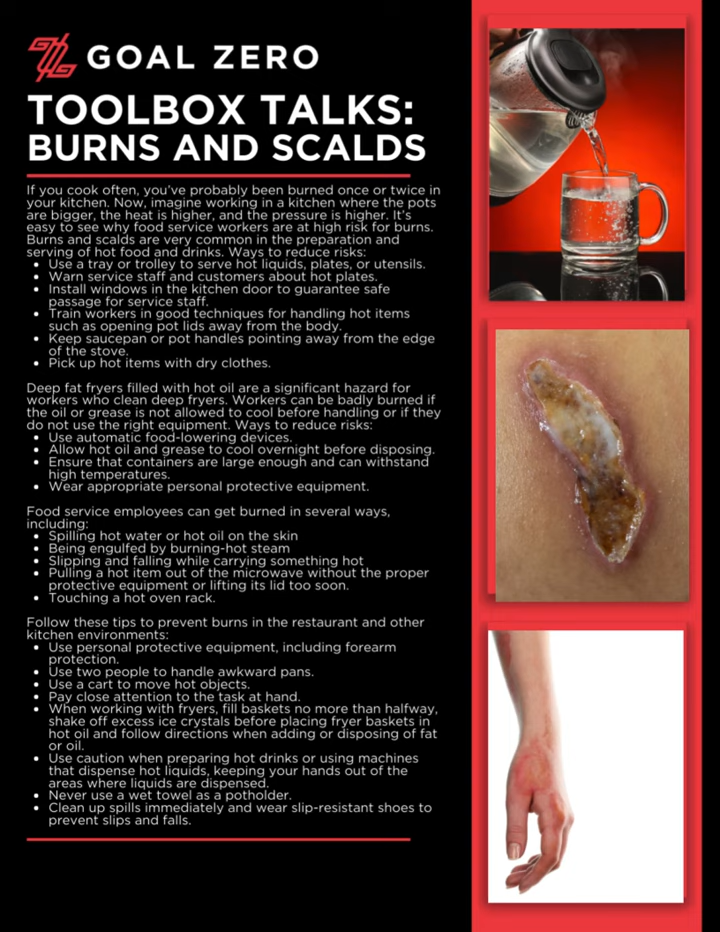 GOAL ZERO
TOOLBOX TALKS:
BURNS AND SCALDS
If you cook often, you've probably been burned once or twice in
your kitchen. Now, imagine working in a kitchen where the pots
are bigger, the heat is higher, and the pressure is higher. It's
easy to see why food service workers are at high risk for burns.
Burns and scalds are very common in the preparation and
serving of hot food and drinks. Ways to reduce risks:
• Use a tray or trolley to serve hot liquids, plates, or utensils.
• Warn service staff and customers about hot plates.
• Install windows in the kitchen door to guarantee safe
passage for service staff.
• Train workers in good techniques for handling hot items
such as opening pot lids away from the body.
• Keep saucepan or pot handles pointing away from the edge
of the stove.
• Pick up hot items with dry clothes.
Deep fat fryers filled with hot oil are a significant hazard for
workers who clean deep fryers. Workers can be badly burned if
the oil or grease is not allowed to cool before handling or if they
do not use the right equipment. Ways to reduce risks:
• Use automatic food-lowering devices.
• Allow hot oil and grease to cool overnight before disposing.
• Ensure that containers are large enough and can withstand
high temperatures.
• Wear appropriate personal protective equipment.
Food service employees can get burned in several ways,
including:
• Spilling hot water or hot oil on the skin
• Being engulfed by burning-hot steam
• Slipping and falling while carrying something hot
• Pulling a hot item out of the microwave without the proper
protective equipment or lifting its lid too soon.
• Touching a hot oven rack.
Follow these tips to prevent burns in the restaurant and other
kitchen environments:
• Use personal protective equipment, including forearm
protection.
• Use two people to handle awkward pans.
• Use a cart to move hot objects.
• Pay close attention to the task at hand.
• When working with fryers, fill baskets no more than halfway,
shake off excess ice crystals before placing fryer baskets in
hot oil and follow directions when adding or disposing of fat
or oil.
• Use caution when preparing hot drinks or using machines
that dispense hot liquids, keeping your hands out of the
areas where liquids are dispensed.
• Never use a wet towel as a potholder.
• Clean up spills immediately and wear slip-resistant shoes to
prevent slips and falls.